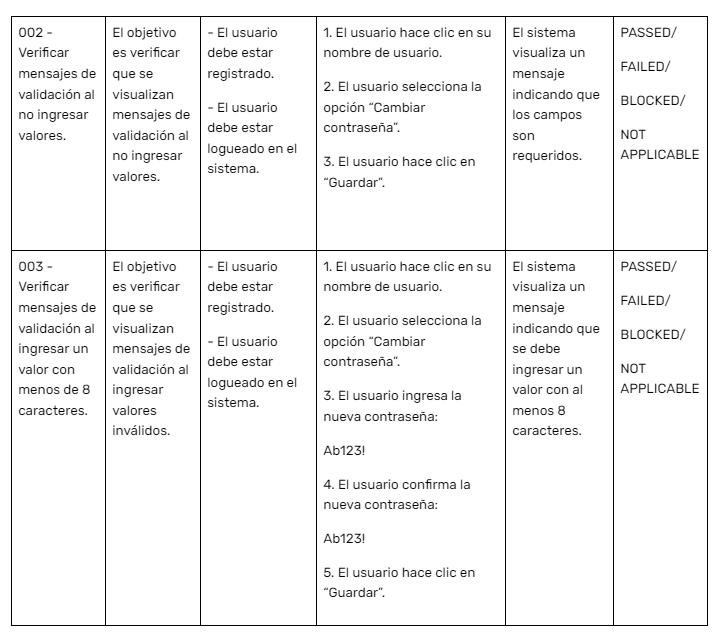 002 -
Verificar
mensajes de
validación al
no ingresar
valores.
El objetivo
es verificar
que se
visualizan
mensajes de
validación al
no ingresar
valores.
- El usuario
debe estar
registrado.
- El usuario
debe estar
logueado en el
sistema.
1. El usuario hace clic en su
nombre de usuario.
2. El usuario selecciona la
opción “Cambiar
contraseña”.
3. El usuario hace clic en
“Guardar”.
El sistema
visualiza un
mensaje
indicando que
los campos
son
requeridos.
PASSED/
FAILED/
BLOCKED/
NOT
APPLICABLE
003 -
Verificar
mensajes de
validación al
ingresar un
valor con
menos de 8
caracteres.
El objetivo
es verificar
que se
visualizan
mensajes de
validación al
ingresar
valores
inválidos.
- El usuario
debe estar
registrado.
- El usuario
debe estar
logueado en el
sistema.
1. El usuario hace clic en su
nombre de usuario.
2. El usuario selecciona la
opción “Cambiar
contraseña”.
3. El usuario ingresa la
nueva contraseña:
Ab123!
4. El usuario confirma la
nueva contraseña:
Ab123!
5. El usuario hace clic en
“Guardar”.
El sistema
visualiza un
mensaje
indicando que
se debe
ingresar un
valor con al
menos 8
caracteres.
PASSED/
FAILED/
BLOCKED/
NOT
APPLICABLE